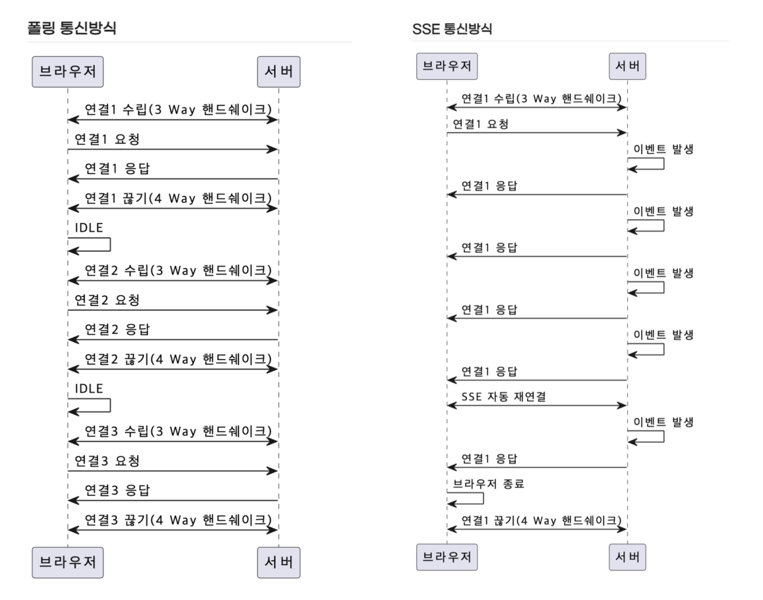 폴링 통신방식
브라우저
서버
연결1 수립(3 Way 핸드쉐이크)
연결1 요청
연결1 응답
연결1 끊기(4 Way 핸드쉐이크)
IDLE
연결2 수립(3 Way 핸드쉐이크)
연결2 요청
연결2 응답
연결2 끊기(4 Way 핸드쉐이크)
IDLE
연결3 수립(3 Way 핸드쉐이크)
연결3 요청
연결3 응답
연결3 끊기(4 Way 핸드쉐이크)
브라우저
서버
SSE 통신방식
브라우저
서버
연결1 수립(3 Way 핸드쉐이크)
연결1 요청
이벤트 발생
연결1 응답
이벤트 발생
연결1 응답
이벤트 발생
연결1 응답
이벤트 발생
연결1 응답
SSE 자동 재연결
이벤트 발생
연결1 응답
브라우저 종료
연결1 끊기(4 Way 핸드쉐이크)
브라우저
서버